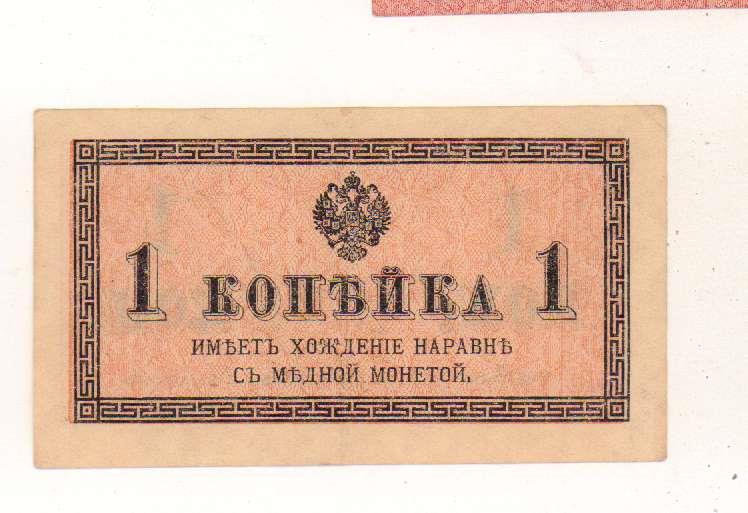 1 КОПѢЙКА 1
ИМѢЕТЪ ХОЖДЕНІЕ НАРАВНѢ
СЪ МѢДНОЙ МОНЕТОЙ.